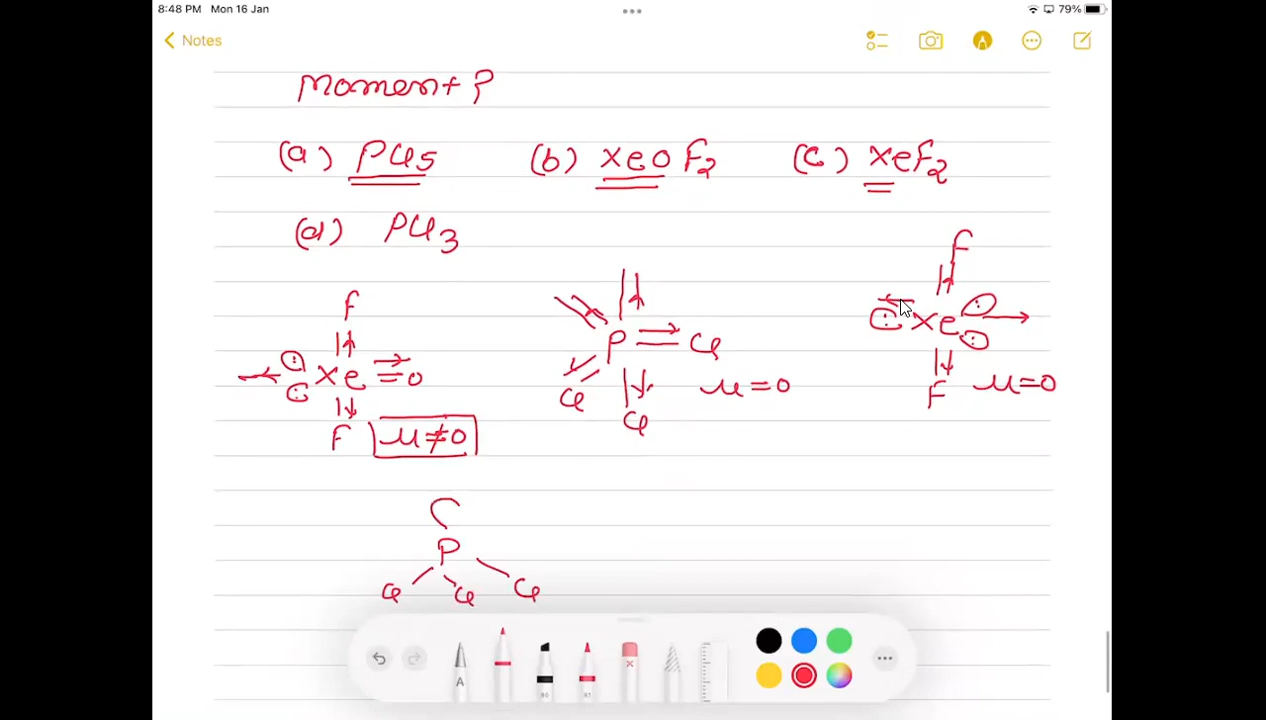 8:48 PM Mon 16 Jan
79%
Notes
Moment ?
(a) PCl5 (b) XeOF2 (c) XeF2
(d) PCl3
F
Xe = O
F
μ≠0
P Cl
Cl
Cl
μ=0
F
Xe
F
μ=0
P
Cl Cl Cl
A